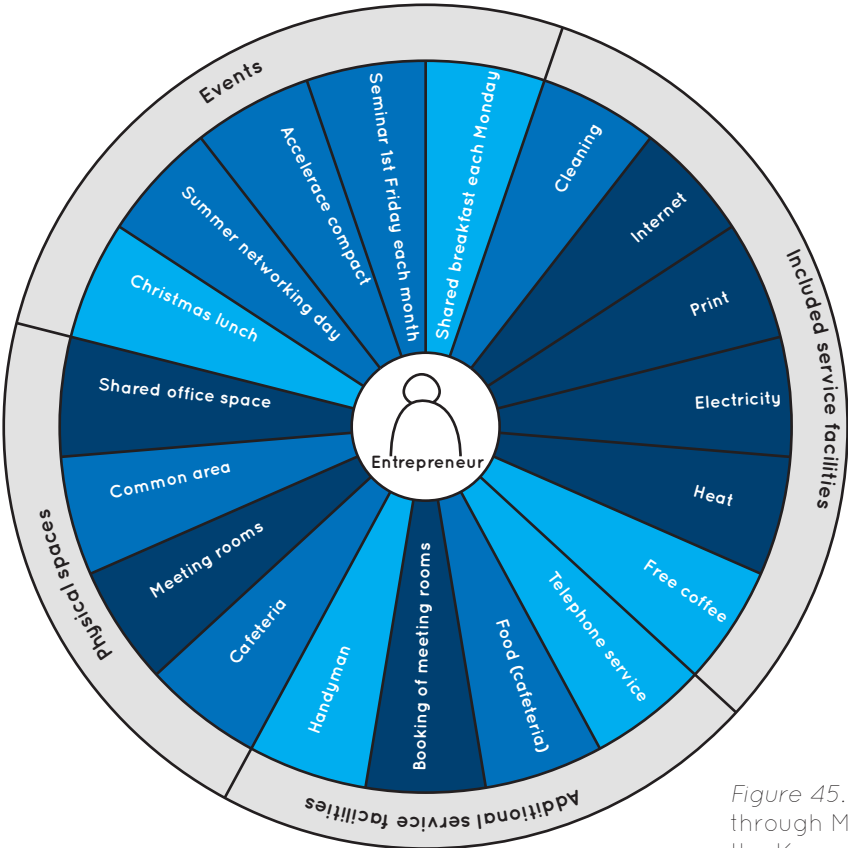 Events
Seminar 1st Friday each month
Shared breakfast each Monday
Accelerace compact
Summer networking day
Christmas lunch
Included service facilities
Cleaning
Internet
Print
Electricity
Heat
Free coffee
Entrepreneur
Physical spaces
Shared office space
Common area
Meeting rooms
Cafeteria
Additional service facilities
Handyman
Booking of meeting rooms
Food (cafeteria)
Telephone service
Figure 45.
through M